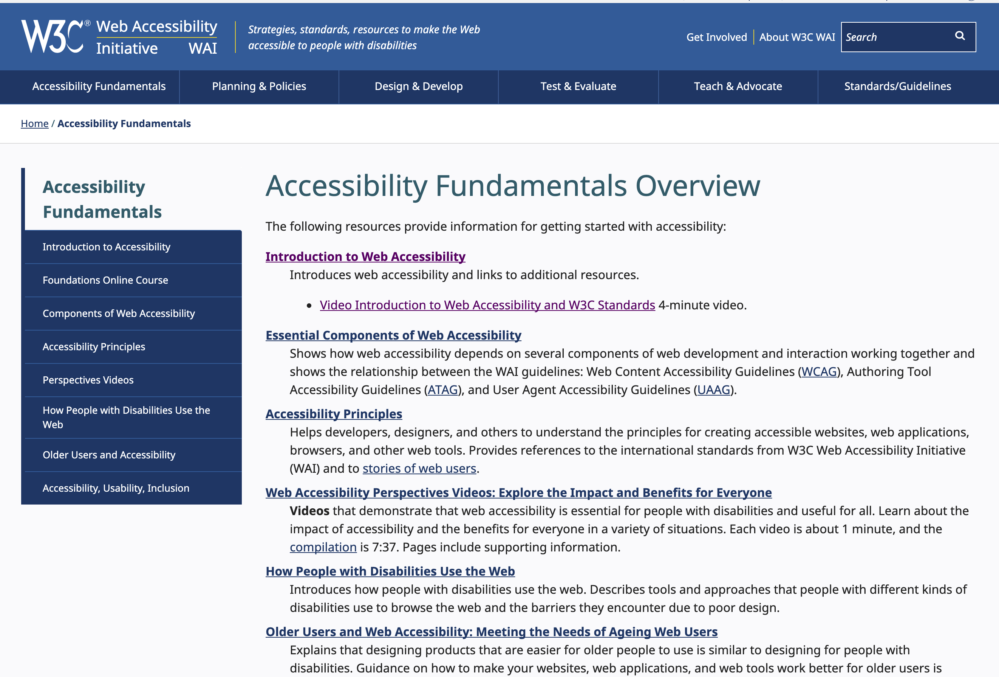 W3C® Web Accessibility
Initiative WAI
Strategies, standards, resources to make the Web
accessible to people with disabilities
Get Involved
About W3C WAI
Search
Accessibility Fundamentals
Planning & Policies
Design & Develop
Test & Evaluate
Teach & Advocate
Standards/Guidelines
Home / Accessibility Fundamentals
Accessibility
Fundamentals
Introduction to Accessibility
Foundations Online Course
Components of Web Accessibility
Accessibility Principles
Perspectives Videos
How People with Disabilities Use the
Web
Older Users and Accessibility
Accessibility, Usability, Inclusion
Accessibility Fundamentals Overview
The following resources provide information for getting started with accessibility:
Introduction to Web Accessibility
Introduces web accessibility and links to additional resources.
• Video Introduction to Web Accessibility and W3C Standards 4-minute video.
Essential Components of Web Accessibility
Shows how web accessibility depends on several components of web development and interaction working together and
shows the relationship between the WAI guidelines: Web Content Accessibility Guidelines (WCAG), Authoring Tool
Accessibility Guidelines (ATAG), and User Agent Accessibility Guidelines (UAAG).
Accessibility Principles
Helps developers, designers, and others to understand the principles for creating accessible websites, web applications,
browsers, and other web tools. Provides references to the international standards from W3C Web Accessibility Initiative
(WAI) and to stories of web users.
Web Accessibility Perspectives Videos: Explore the Impact and Benefits for Everyone
Videos that demonstrate that web accessibility is essential for people with disabilities and useful for all. Learn about the
impact of accessibility and the benefits for everyone in a variety of situations. Each video is about 1 minute, and the
compilation is 7:37. Pages include supporting information.
How People with Disabilities Use the Web
Introduces how people with disabilities use the web. Describes tools and approaches that people with different kinds of
disabilities use to browse the web and the barriers they encounter due to poor design.
Older Users and Web Accessibility: Meeting the Needs of Ageing Web Users
Explains that designing products that are easier for older people to use is similar to designing for people with
disabilities. Guidance on how to make your websites, web applications, and web tools work better for older users is